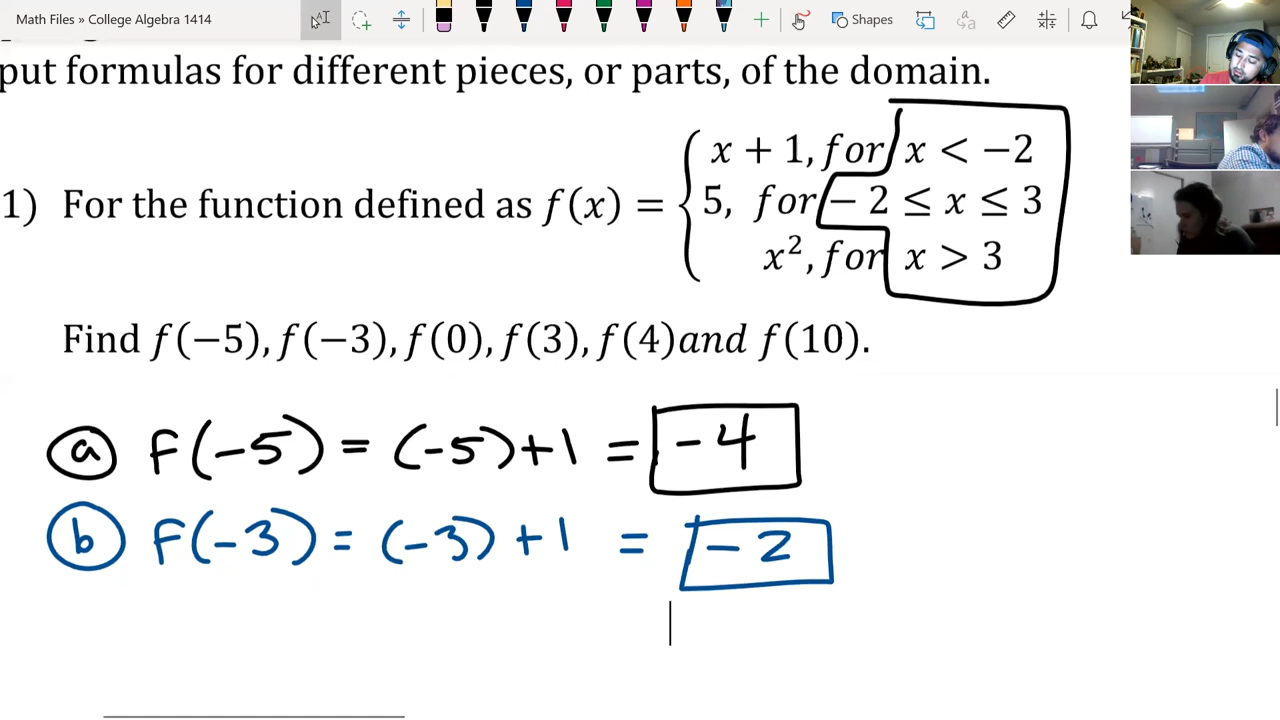 Math Files » College Algebra 1414
Shapes
put formulas for different pieces, or parts, of the domain.
x + 1, for x < −2
1) For the function defined as f(x) = { 5, for − 2 ≤ x ≤ 3
x², for x > 3
Find f(−5), f(−3), f(0), f(3), f(4)and f(10).
a f(-5) = (-5)+1 = -4
b f(-3) = (-3)+1 = -2